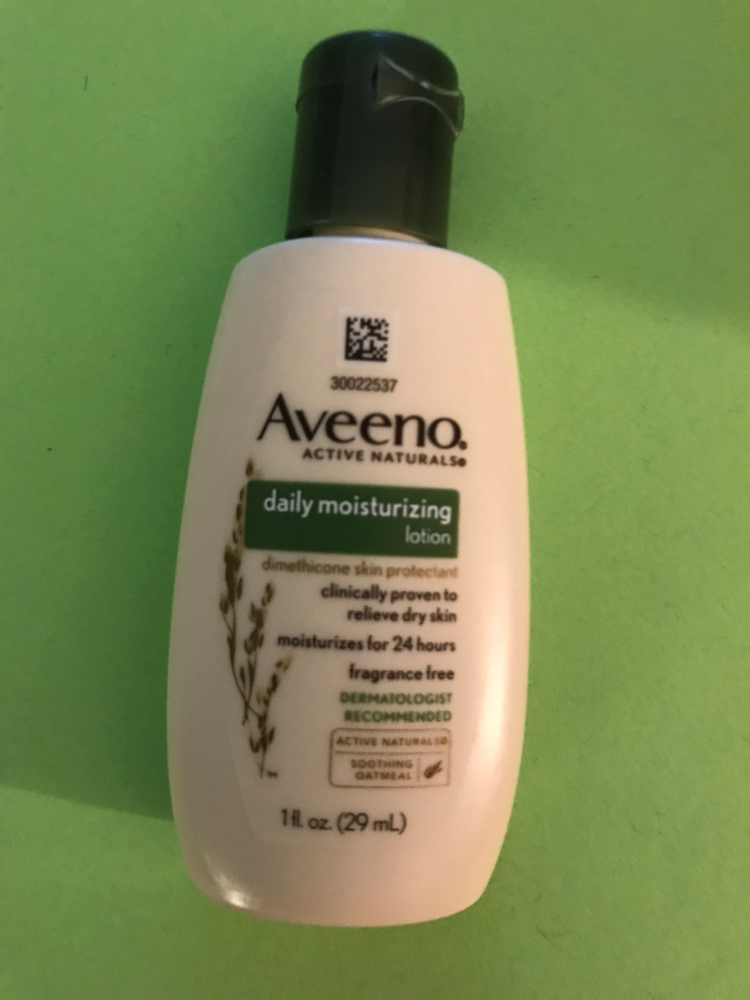 30022537
Aveeno®
ACTIVE NATURALS®
daily moisturizing
lotion
dimethicone skin protectant
clinically proven to
relieve dry skin
moisturizes for 24 hours
fragrance free
DERMATOLOGIST
RECOMMENDED
ACTIVE NATURALS®
SOOTHING
OATMEAL
™
1 fl. oz. (29 mL)